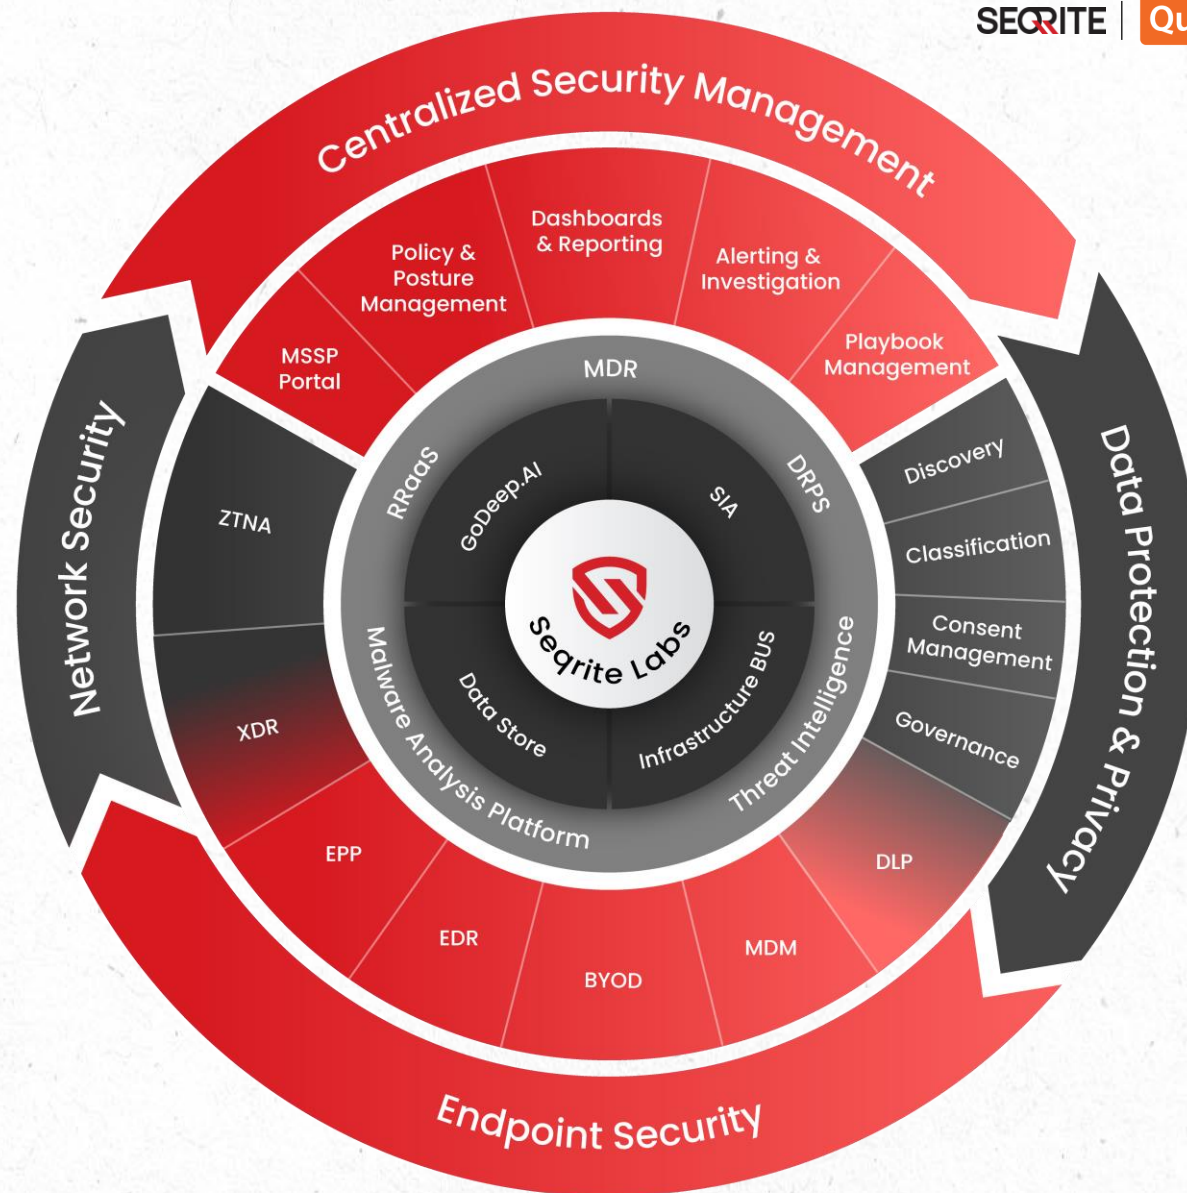 SEQRITE
Qu
Centralized Security Management
Dashboards
& Reporting
Policy &
Posture
Management
Alerting &
Investigation
MSSP
Portal
Playbook
Management
Network Security
Data Protection & Privacy
Endpoint Security
ZTNA
XDR
EPP
EDR
BYOD
MDM
DLP
Discovery
Classification
Consent
Management
Governance
MDR
RRaaS
DRPS
Malware Analysis Platform
Threat Intelligence
GoDeep.AI
SIA
Data Store
Infrastructure BUS
Seqrite Labs